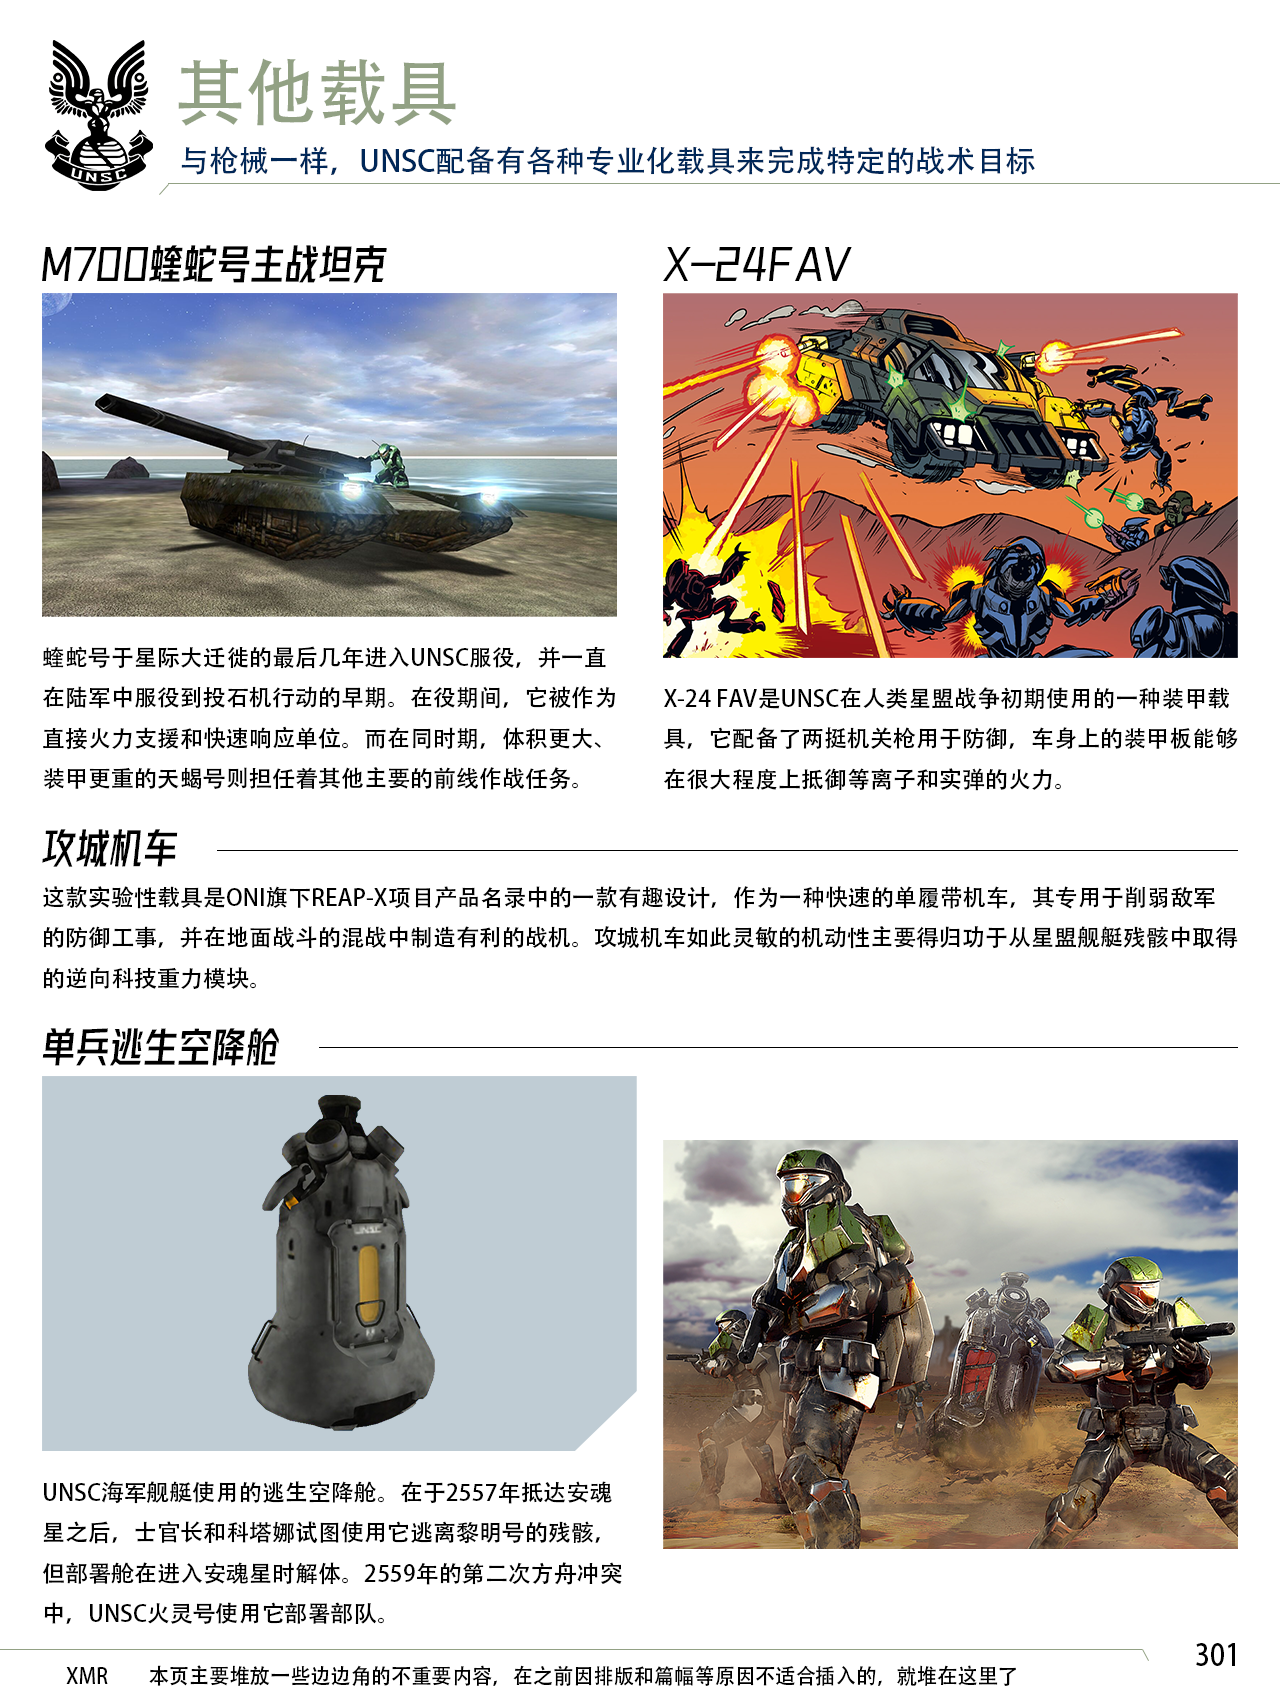 UNSC
其他载具
与枪械一样，UNSC配备有各种专业化载具来完成特定的战术目标
M700蝰蛇号主战坦克
蝰蛇号于星际大迁徙的最后几年进入UNSC服役，并一直
在陆军中服役到投石机行动的早期。在役期间，它被作为
直接火力支援和快速响应单位。而在同时期，体积更大、
装甲更重的天蝎号则担任着其他主要的前线作战任务。
X-24FAV
X-24 FAV是UNSC在人类星盟战争初期使用的一种装甲载
具，它配备了两挺机关枪用于防御，车身上的装甲板能够
在很大程度上抵御等离子和实弹的火力。
攻城机车
这款实验性载具是ONI旗下REAP-X项目产品名录中的一款有趣设计，作为一种快速的单履带机车，其专用于削弱敌军
的防御工事，并在地面战斗的混战中制造有利的战机。攻城机车如此灵敏的机动性主要得归功于从星盟舰艇残骸中取得
的逆向科技重力模块。
单兵逃生空降舱
UNSC
UNSC海军舰艇使用的逃生空降舱。在于2557年抵达安魂
星之后，士官长和科塔娜试图使用它逃离黎明号的残骸，
但部署舱在进入安魂星时解体。2559年的第二次方舟冲突
中，UNSC火灵号使用它部署部队。
301
XMR 本页主要堆放一些边边角的不重要内容，在之前因排版和篇幅等原因不适合插入的，就堆在这里了